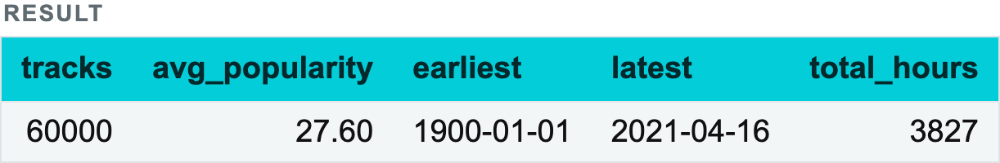 RESULT
tracks avg_popularity earliest latest total_hours
60000 27.60 1900-01-01 2021-04-16 3827